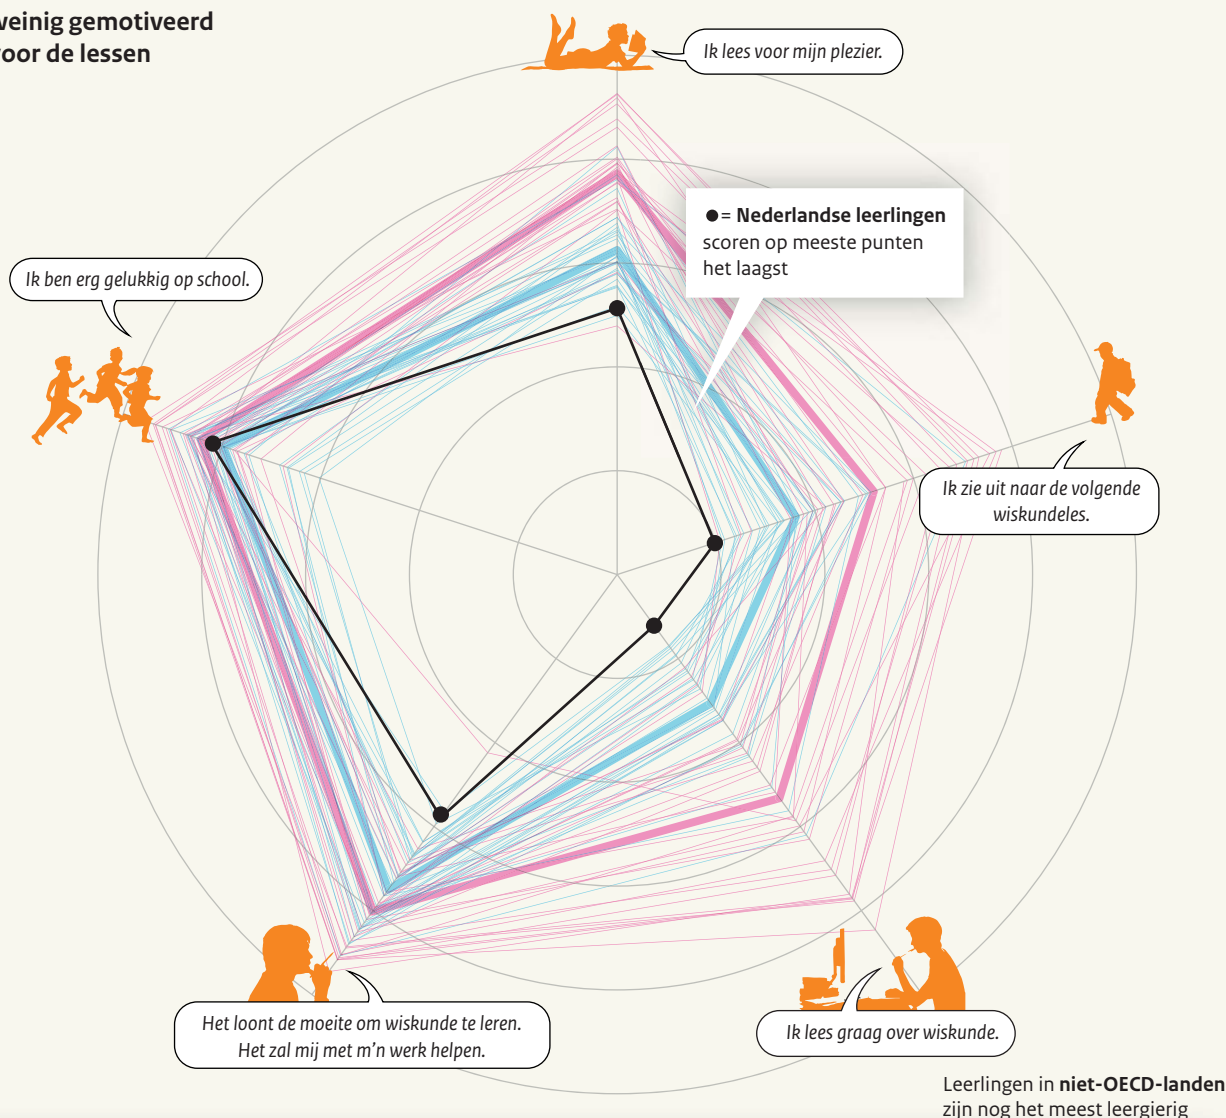 weinig gemotiveerd
voor de lessen
Ik lees voor mijn plezier.
●= Nederlandse leerlingen
scoren op meeste punten
het laagst
Ik ben erg gelukkig op school.
Ik zie uit naar de volgende
wiskundeles.
Het loont de moeite om wiskunde te leren.
Het zal mij met m’n werk helpen.
Ik lees graag over wiskunde.
Leerlingen in niet-OECD-landen
zijn nog het meest leergierig